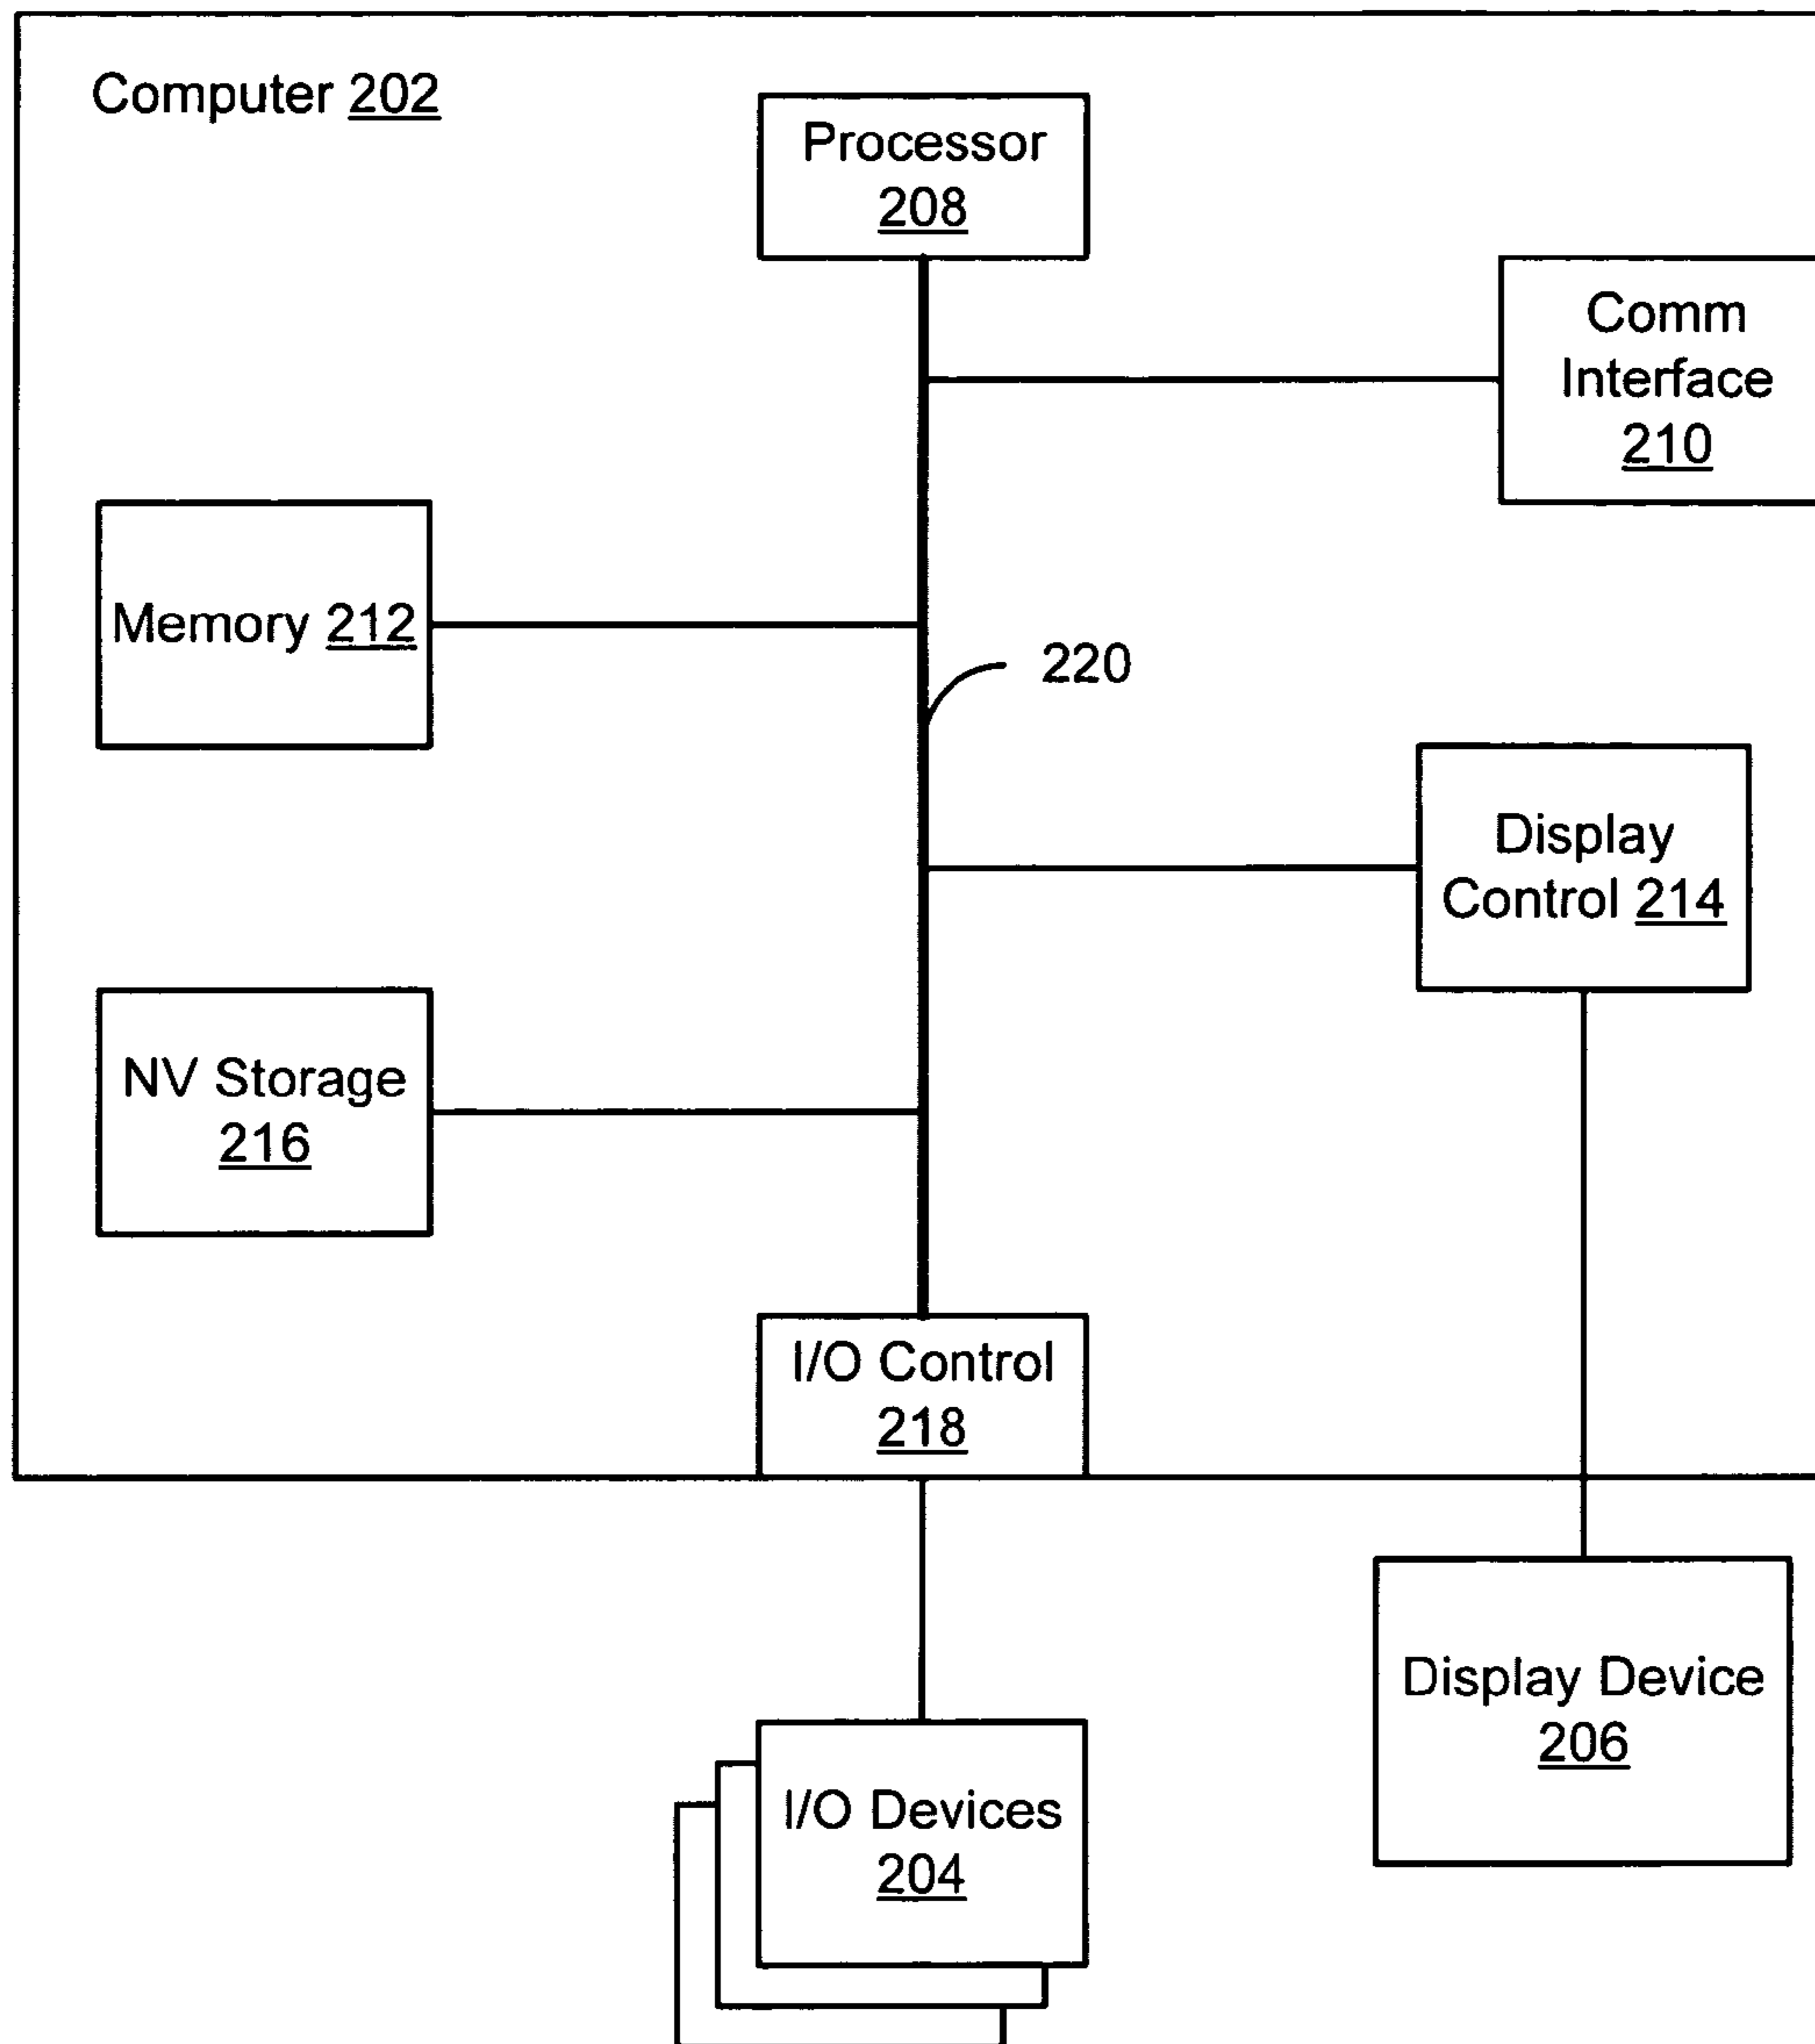 Computer 202
Processor
208
Comm
Interface
210
Memory 212
220
Display
Control 214
NV Storage
216
I/O Control
218
Display Device
206
I/O Devices
204